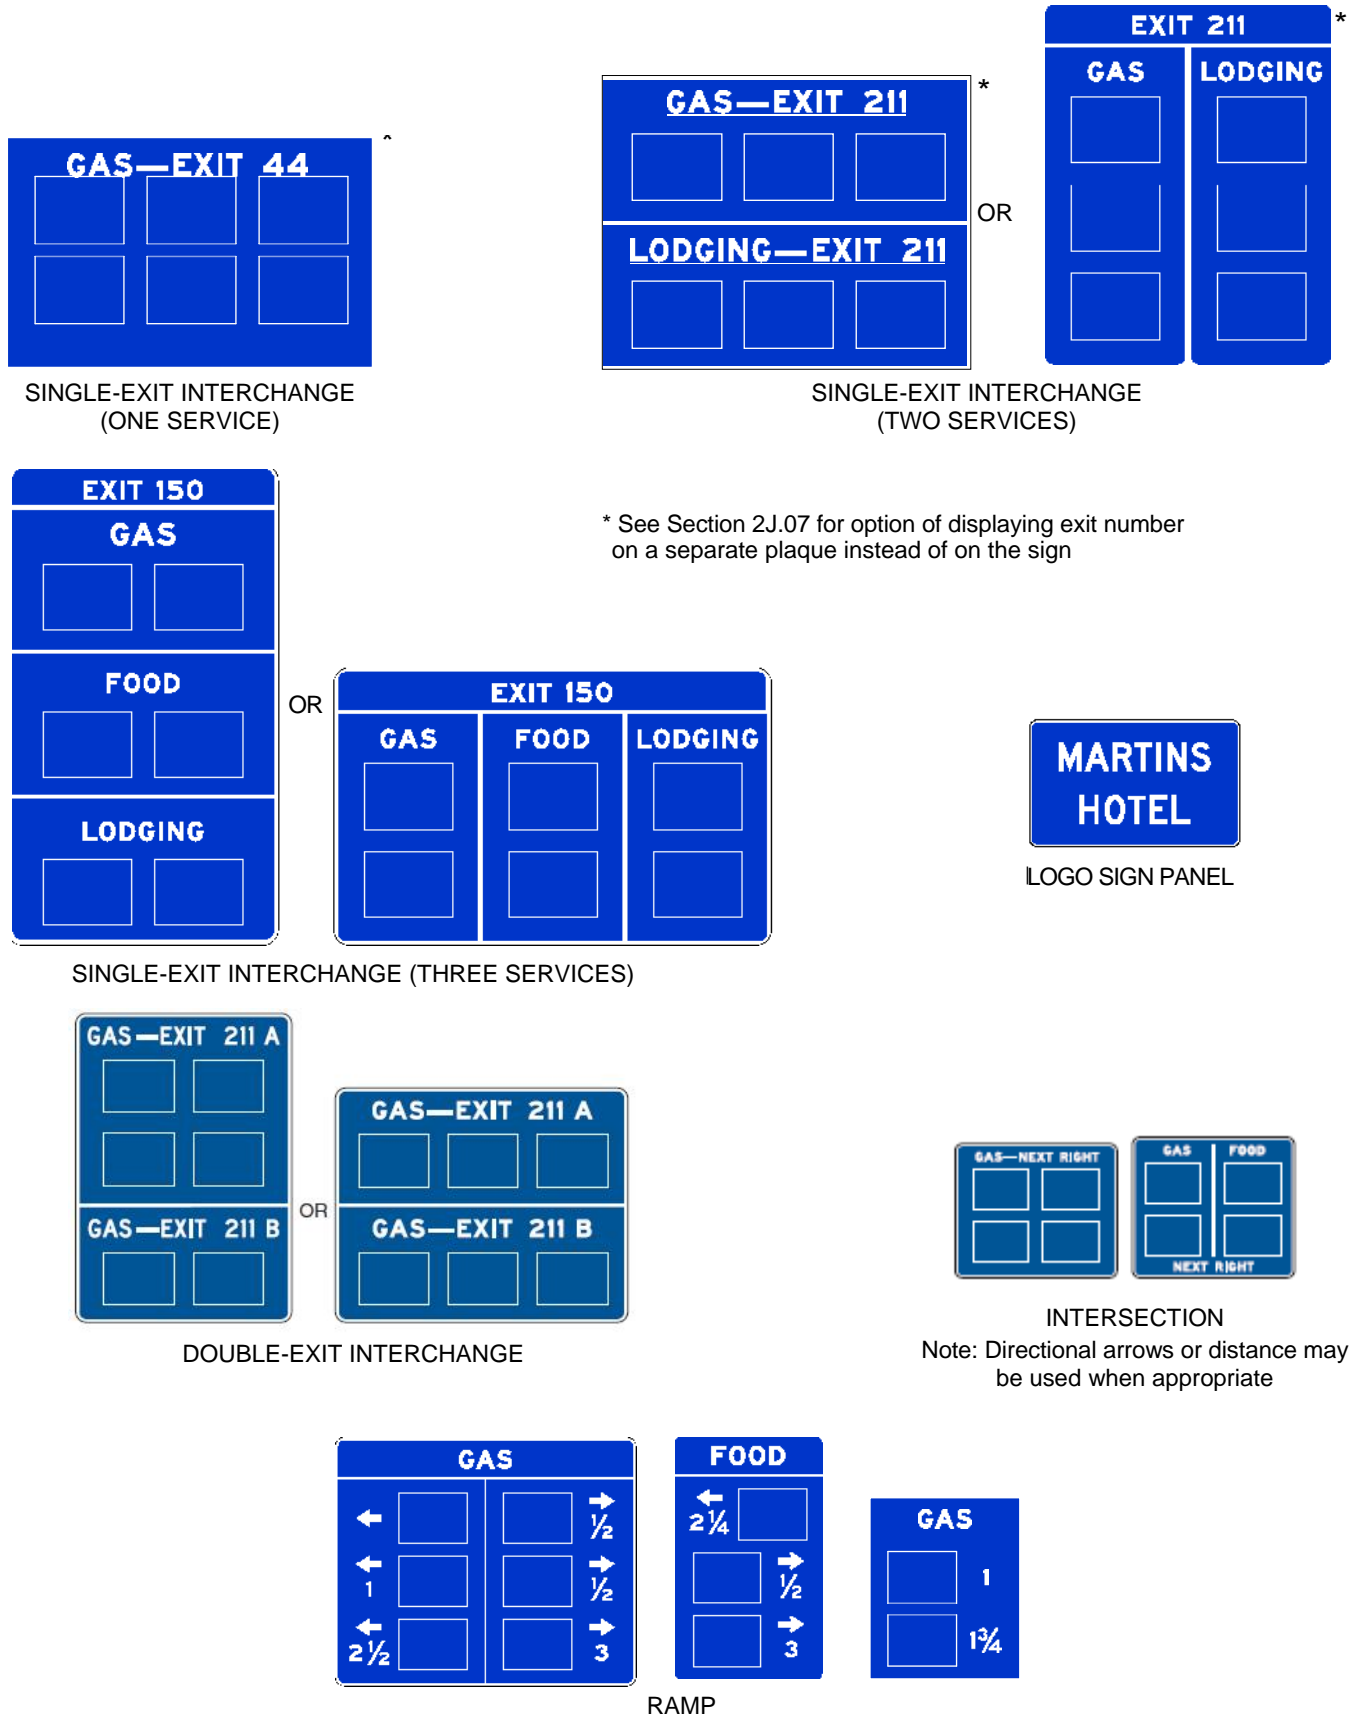 EXIT 211 *
GAS LODGING
GAS—EXIT 211 *
LODGING—EXIT 211
OR
GAS—EXIT 44 *
SINGLE-EXIT INTERCHANGE
(ONE SERVICE)
SINGLE-EXIT INTERCHANGE
(TWO SERVICES)
EXIT 150
GAS
FOOD
LODGING
OR
EXIT 150
GAS FOOD LODGING
* See Section 2J.07 for option of displaying exit number
on a separate plaque instead of on the sign
MARTINS
HOTEL
LOGO SIGN PANEL
SINGLE-EXIT INTERCHANGE (THREE SERVICES)
GAS—EXIT 211 A
GAS—EXIT 211 B
OR
GAS—EXIT 211 A
GAS—EXIT 211 B
DOUBLE-EXIT INTERCHANGE
GAS—NEXT RIGHT
GAS FOOD
NEXT RIGHT
INTERSECTION
Note: Directional arrows or distance may
be used when appropriate
GAS
← → ½
← 1 → ½
← 2½ → 3
FOOD
← 2¼
→ ½
→ 3
GAS
1
1¾
RAMP